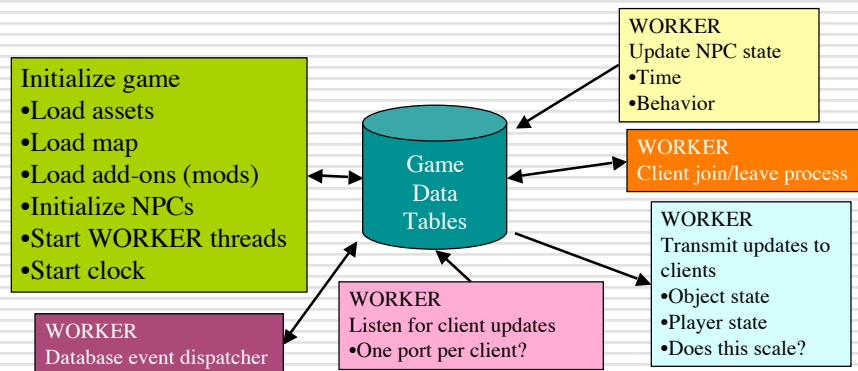 Initialize game
•Load assets
•Load map
•Load add-ons (mods)
•Initialize NPCs
•Start WORKER threads
•Start clock
Game
Data
Tables
WORKER
Update NPC state
•Time
•Behavior
WORKER
Client join/leave process
WORKER
Transmit updates to
clients
•Object state
•Player state
•Does this scale?
WORKER
Listen for client updates
•One port per client?
WORKER
Database event dispatcher